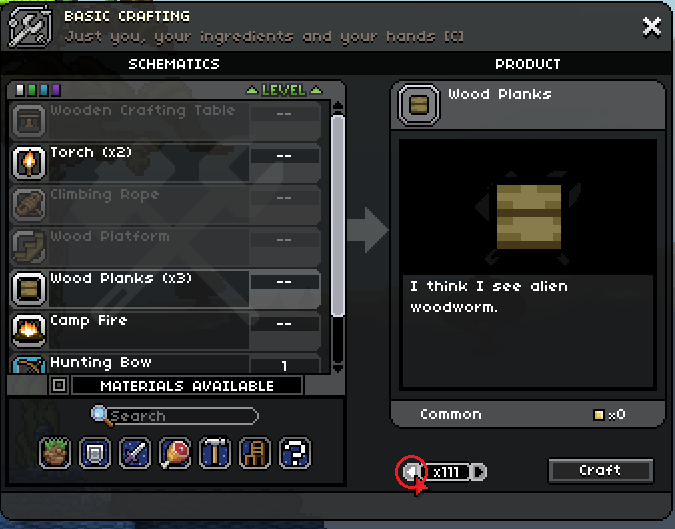 BASIC CRAFTING
Just you, your ingredients and your hands [C]
SCHEMATICS
PRODUCT
LEVEL
Wooden Crafting Table
--
Torch (x2)
--
Climbing Rope
--
Wood Platform
--
Wood Planks (x3)
--
Camp Fire
--
Hunting Bow
1
MATERIALS AVAILABLE
Search
Wood Planks
I think I see alien
woodworm.
Common
x0
x111
Craft